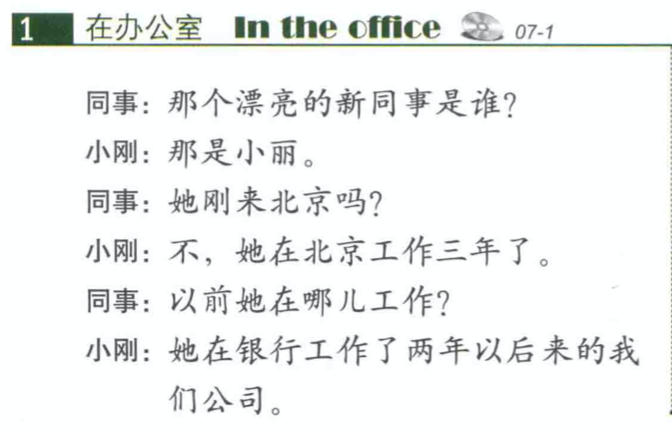 1 在办公室 In the office 07-1
同事：那个漂亮的新同事是谁？
小刚：那是小丽。
同事：她刚来北京吗？
小刚：不，她在北京工作三年了。
同事：以前她在哪儿工作？
小刚：她在银行工作了两年以后来的我
们公司。